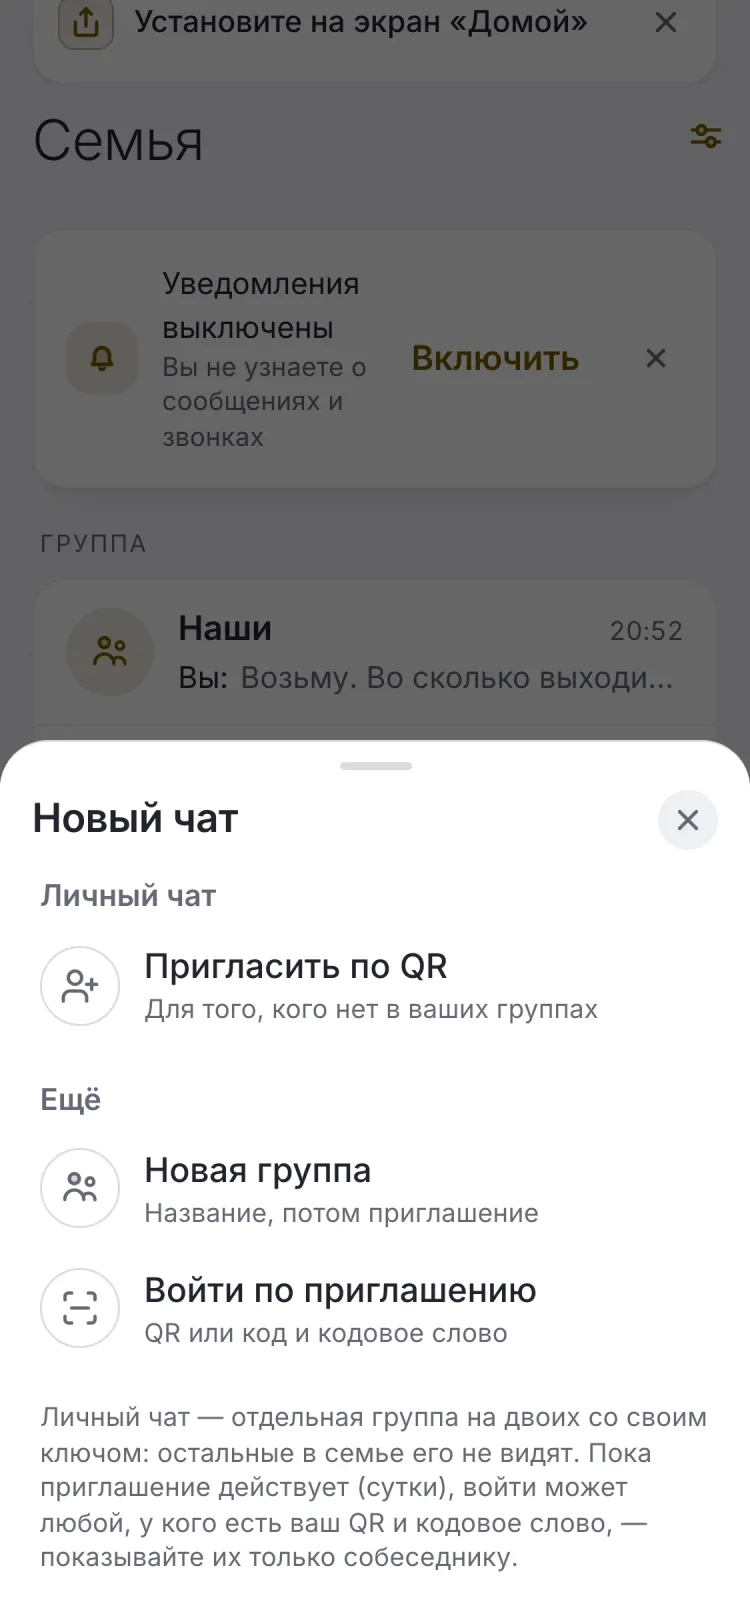 Установите на экран «Домой»
Семья
Уведомления
выключены
Вы не узнаете о
сообщениях и
звонках
Включить
ГРУППА
Наши
20:52
Вы: Возьму. Во сколько выходи...
Новый чат
Личный чат
Пригласить по QR
Для того, кого нет в ваших группах
Ещё
Новая группа
Название, потом приглашение
Войти по приглашению
QR или код и кодовое слово
Личный чат — отдельная группа на двоих со своим
ключом: остальные в семье его не видят. Пока
приглашение действует (сутки), войти может
любой, у кого есть ваш QR и кодовое слово, —
показывайте их только собеседнику.